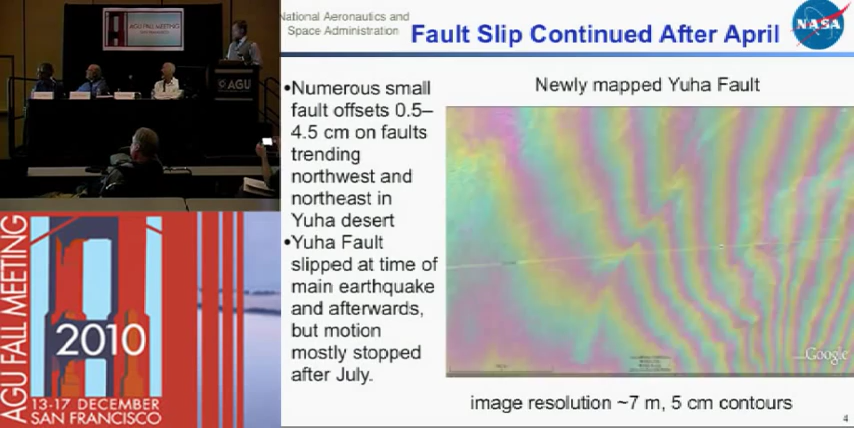 AGU FALL MEETING
AGU
AGU FALL MEETING
2010
13-17 DECEMBER
SAN FRANCISCO
National Aeronautics and
Space Administration
Fault Slip Continued After April
NASA
•Numerous small
fault offsets 0.5–
4.5 cm on faults
trending
northwest and
northeast in
Yuha desert
•Yuha Fault
slipped at time of
main earthquake
and afterwards,
but motion
mostly stopped
after July.
Newly mapped Yuha Fault
Google
image resolution ~7 m, 5 cm contours
4